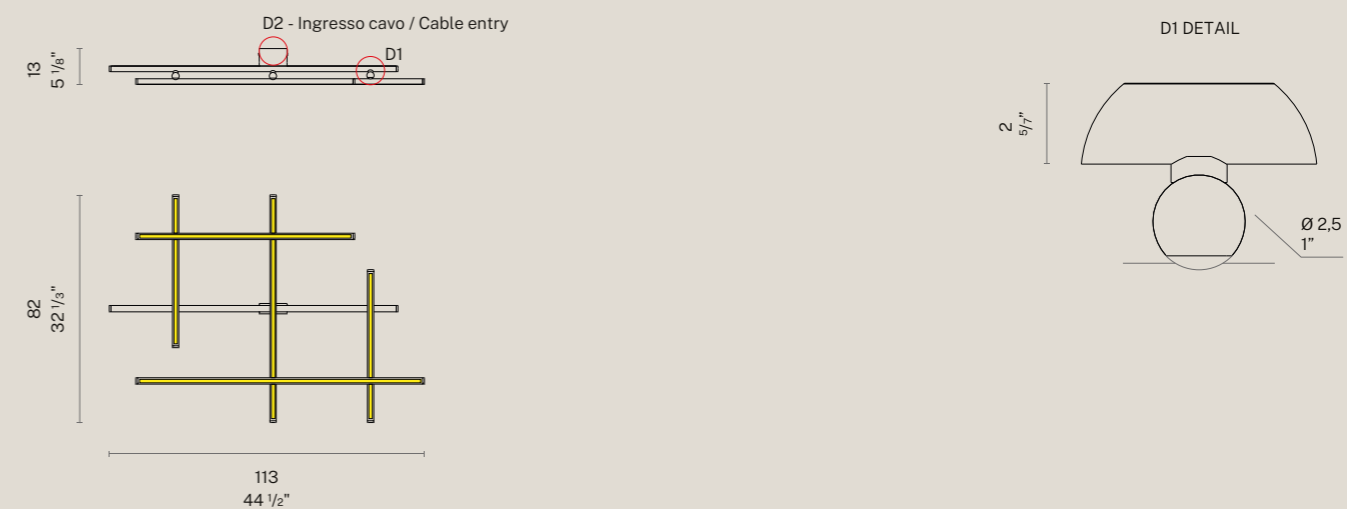 D2 - Ingresso cavo / Cable entry
D1
13
5 1/8"
82
32 1/3"
113
44 1/2"
D1 DETAIL
2
5/7"
Ø 2,5
1”